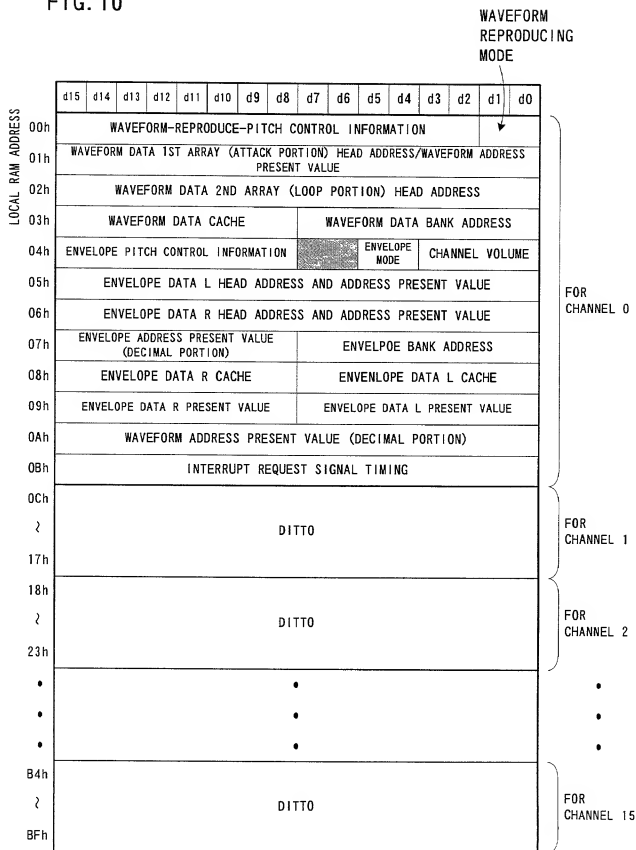 FIG. 10
WAVEFORM
REPRODUCING
MODE
LOCAL RAM ADDRESS
d15 d14 d13 d12 d11 d10 d9 d8 d7 d6 d5 d4 d3 d2 d1 d0
00h WAVEFORM-REPRODUCE-PITCH CONTROL INFORMATION
01h WAVEFORM DATA 1ST ARRAY (ATTACK PORTION) HEAD ADDRESS/WAVEFORM ADDRESS
PRESENT VALUE
02h WAVEFORM DATA 2ND ARRAY (LOOP PORTION) HEAD ADDRESS
03h WAVEFORM DATA CACHE WAVEFORM DATA BANK ADDRESS
04h ENVELOPE PITCH CONTROL INFORMATION ENVELOPE
MODE CHANNEL VOLUME
05h ENVELOPE DATA L HEAD ADDRESS AND ADDRESS PRESENT VALUE
06h ENVELOPE DATA R HEAD ADDRESS AND ADDRESS PRESENT VALUE
FOR
CHANNEL 0
07h ENVELOPE ADDRESS PRESENT VALUE
(DECIMAL PORTION) ENVELPOE BANK ADDRESS
08h ENVELOPE DATA R CACHE ENVENLOPE DATA L CACHE
09h ENVELOPE DATA R PRESENT VALUE ENVELOPE DATA L PRESENT VALUE
0Ah WAVEFORM ADDRESS PRESENT VALUE (DECIMAL PORTION)
0Bh INTERRUPT REQUEST SIGNAL TIMING
0Ch
~ DITTO
17h
FOR
CHANNEL 1
18h
~ DITTO
23h
FOR
CHANNEL 2
B4h
~ DITTO
BFh
FOR
CHANNEL 15